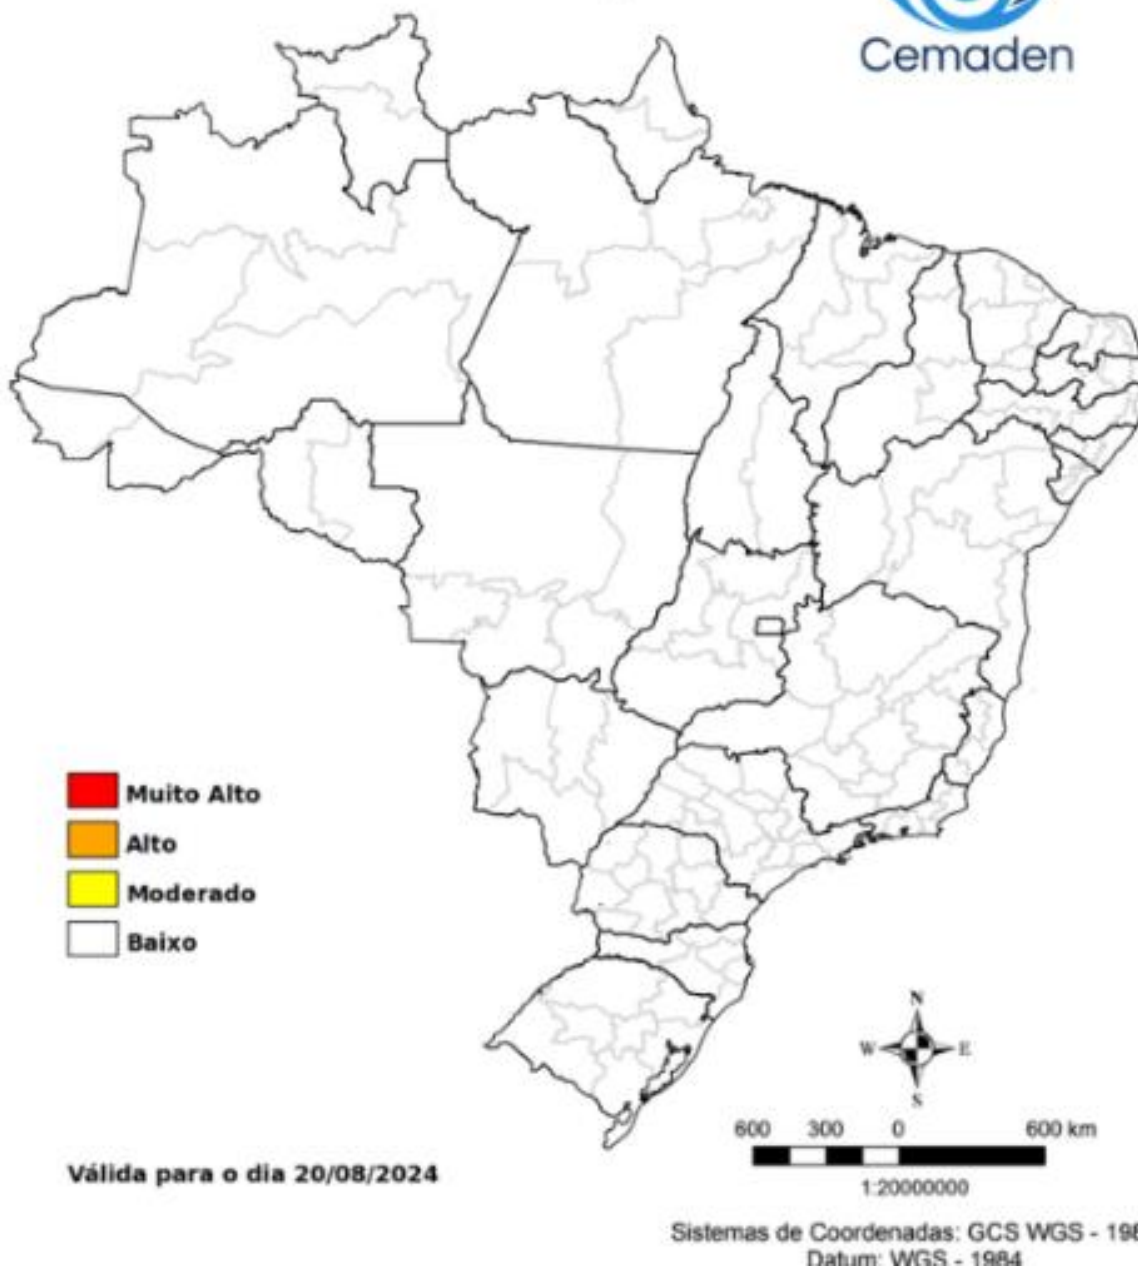 Cemaden
Muito Alto
Alto
Moderado
Baixo
N
W E
S
600 300 0 600 km
1:20000000
Válida para o dia 20/08/2024
Sistemas de Coordenadas: GCS WGS - 198
Datum: WGS - 1984